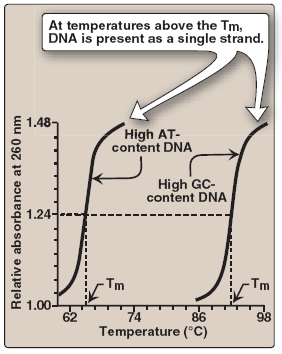 At temperatures above the Tm,
DNA is present as a single strand.
Relative absorbance at 260 nm
1.48
1.24
1.00
High AT-
content DNA
High GC-
content DNA
Tm
Tm
62
74
86
98
Temperature (°C)